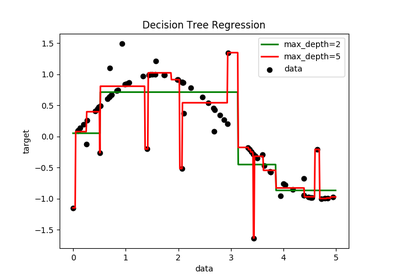 Decision Tree Regression
max_depth=2
max_depth=5
data
1.5
1.0
0.5
0.0
−0.5
−1.0
−1.5
target
0 1 2 3 4 5
data